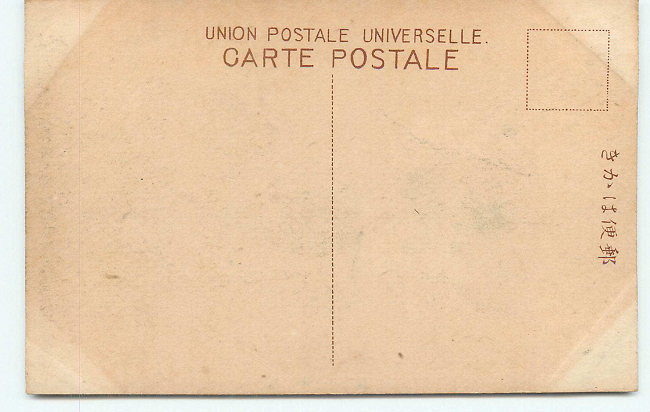 UNION POSTALE UNIVERSELLE.
CARTE POSTALE
きかは便郵